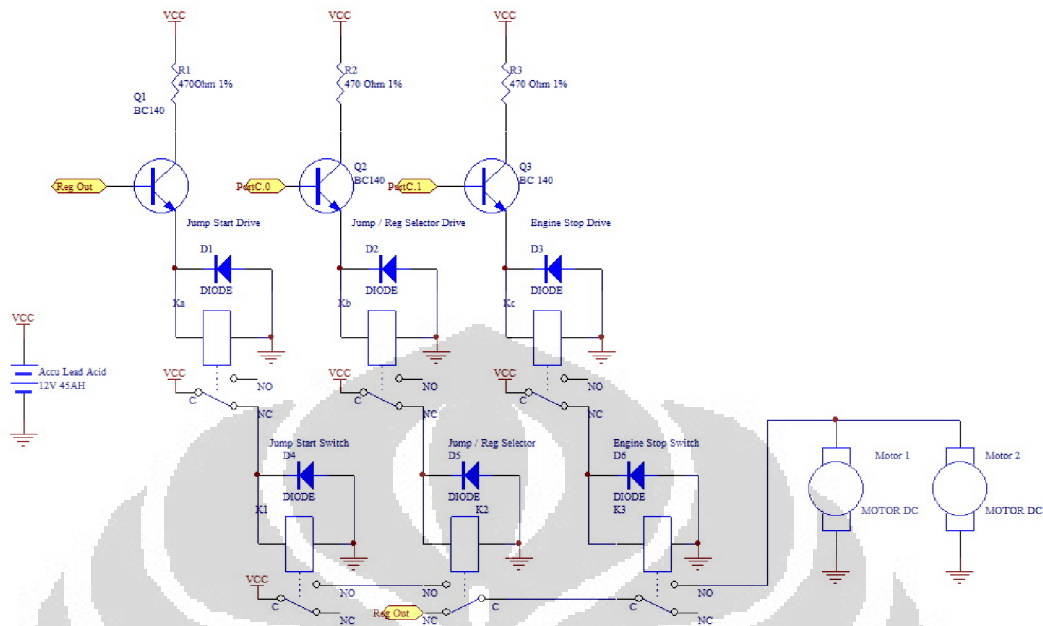 VCC
VCC
VCC
R1
470Ohm 1%
R2
470 Ohm 1%
R3
470 Ohm 1%
Q1
BC140
Q2
BC140
Q3
BC 140
Reg Out
PortC.0
PortC.1
Jump Start Drive
Jump / Reg Selector Drive
Engine Stop Drive
D1
DIODE
D2
DIODE
D3
DIODE
Ka
Kb
Kc
VCC
Accu Lead Acid
12V 45AH
VCC
C
NO
NC
VCC
C
NO
NC
VCC
C
NO
NC
Jump Start Switch
D4
DIODE
Jump / Reg Selector
D5
DIODE
Engine Stop Switch
D6
DIODE
K1
K2
K3
Motor 1
MOTOR DC
Motor 2
MOTOR DC
VCC
C
NO
NC
Reg Out
NO
NC
C
C
NO
NC